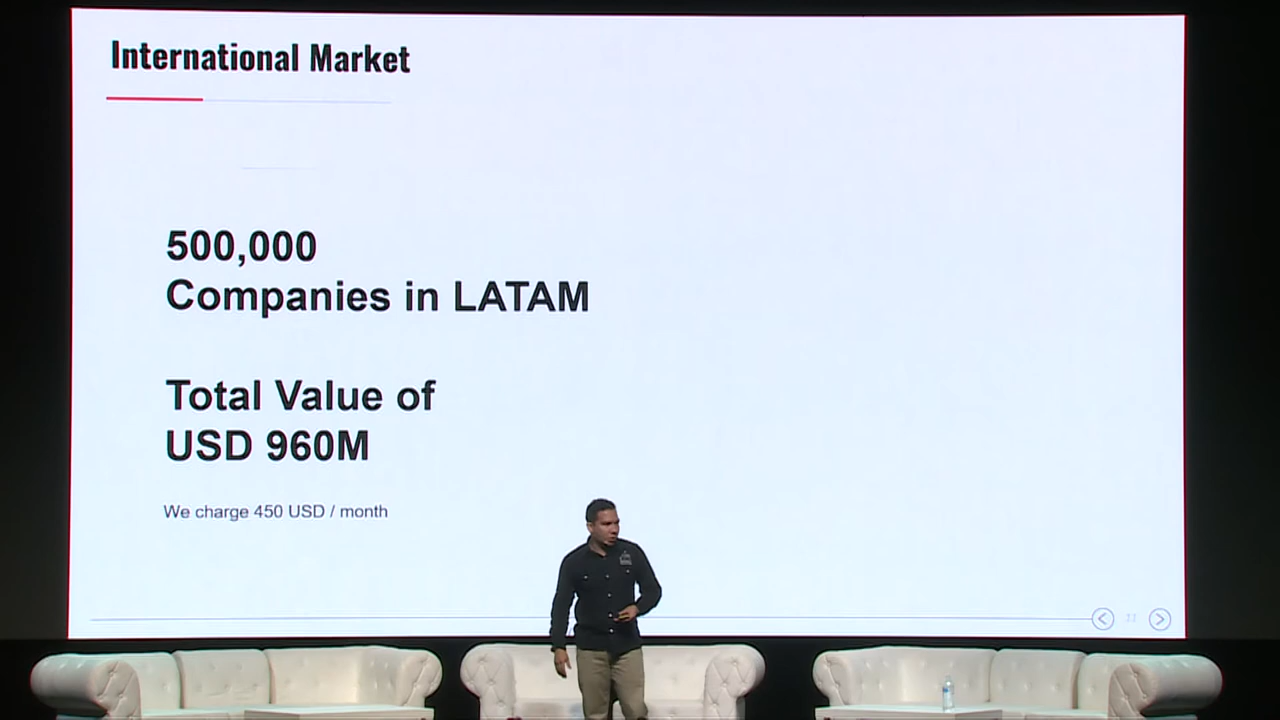 International Market
500,000
Companies in LATAM
Total Value of
USD 960M
We charge 450 USD / month